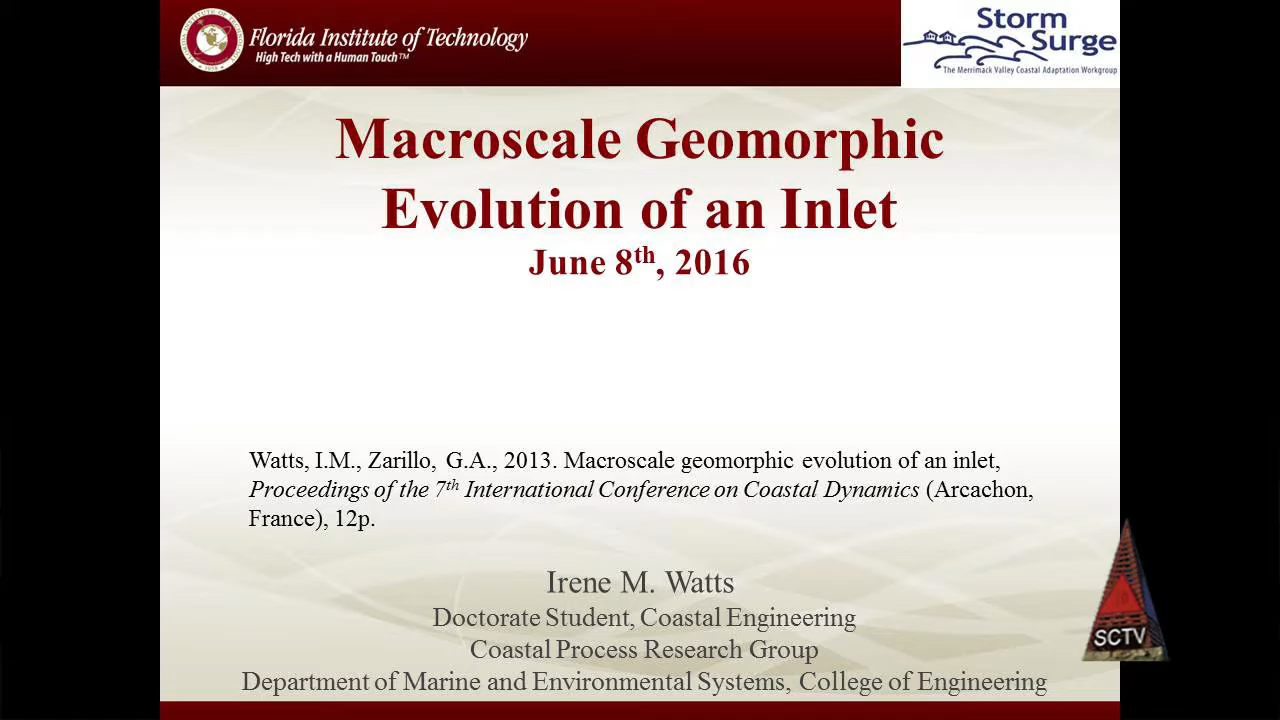 Florida Institute of Technology
High Tech with a Human Touch™
Storm
Surge
The Merrimack Valley Coastal Adaptation Workgroup
Macroscale Geomorphic
Evolution of an Inlet
June 8th, 2016
Watts, I.M., Zarillo, G.A., 2013. Macroscale geomorphic evolution of an inlet,
Proceedings of the 7th International Conference on Coastal Dynamics (Arcachon,
France), 12p.
Irene M. Watts
Doctorate Student, Coastal Engineering
Coastal Process Research Group
Department of Marine and Environmental Systems, College of Engineering
SCTV